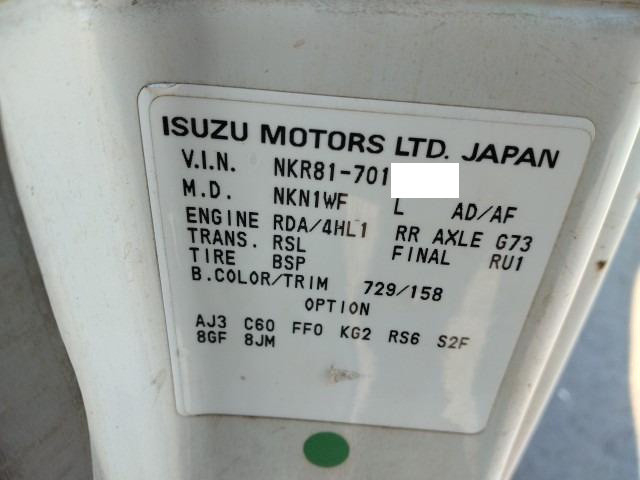 ISUZU MOTORS LTD. JAPAN
V.I.N. NKR81-701
M.D. NKN1WF L AD/AF
ENGINE RDA/4HL1 RR AXLE G73
TRANS. RSL FINAL RU1
TIRE BSP
B.COLOR/TRIM 729/158
OPTION
AJ3 C60 FF0 KG2 RS6 S2F
8GF 8JM